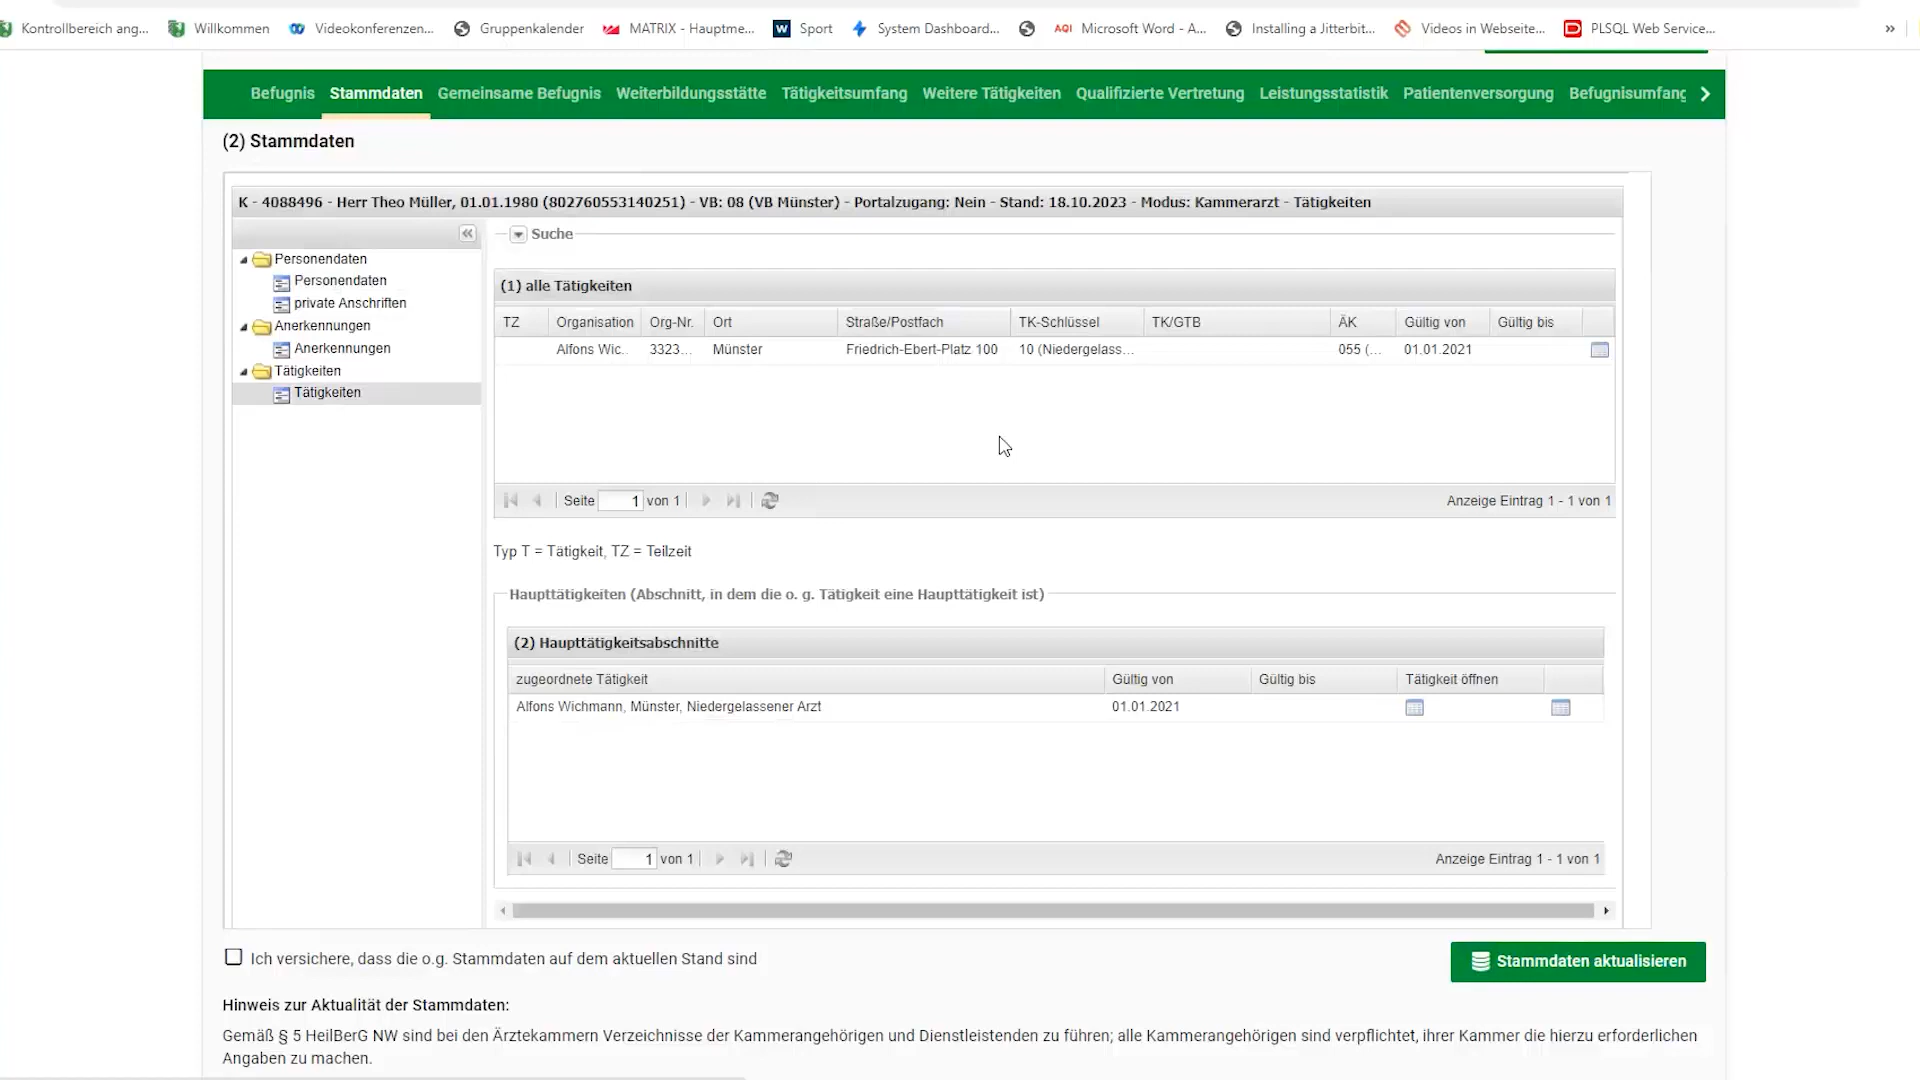 Kontrollbereich ang... Willkommen Videokonferenzen... Gruppenkalender MATRIX - Hauptme... W Sport System Dashboard... AQI Microsoft Word - A... Installing a Jitterbit... Videos in Webseite... PLSQL Web Service... »
Befugnis Stammdaten Gemeinsame Befugnis Weiterbildungsstätte Tätigkeitsumfang Weitere Tätigkeiten Qualifizierte Vertretung Leistungsstatistik Patientenversorgung Befugnisumfang
(2) Stammdaten
K - 4088496 - Herr Theo Müller, 01.01.1980 (802760553140251) - VB: 08 (VB Münster) - Portalzugang: Nein - Stand: 18.10.2023 - Modus: Kammerarzt - Tätigkeiten
Personendaten
Personendaten
private Anschriften
Anerkennungen
Anerkennungen
Tätigkeiten
Tätigkeiten
Suche
(1) alle Tätigkeiten
TZ Organisation Org-Nr. Ort Straße/Postfach TK-Schlüssel TK/GTB ÄK Gültig von Gültig bis
Alfons Wic.. 3323... Münster Friedrich-Ebert-Platz 100 10 (Niedergelass... 055 (... 01.01.2021
Seite 1 von 1 Anzeige Eintrag 1 - 1 von 1
Typ T = Tätigkeit, TZ = Teilzeit
Haupttätigkeiten (Abschnitt, in dem die o. g. Tätigkeit eine Haupttätigkeit ist)
(2) Haupttätigkeitsabschnitte
zugeordnete Tätigkeit Gültig von Gültig bis Tätigkeit öffnen
Alfons Wichmann, Münster, Niedergelassener Arzt 01.01.2021
Seite 1 von 1 Anzeige Eintrag 1 - 1 von 1
Ich versichere, dass die o.g. Stammdaten auf dem aktuellen Stand sind
Stammdaten aktualisieren
Hinweis zur Aktualität der Stammdaten:
Gemäß § 5 HeilBerG NW sind bei den Ärztekammern Verzeichnisse der Kammerangehörigen und Dienstleistenden zu führen; alle Kammerangehörigen sind verpflichtet, ihrer Kammer die hierzu erforderlichen
Angaben zu machen.